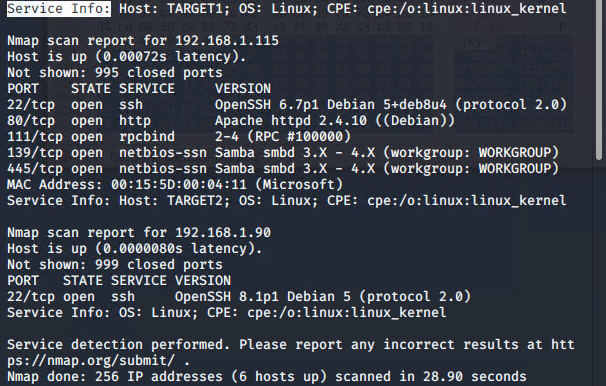 Service Info: Host: TARGET1; OS: Linux; CPE: cpe:/o:linux:linux_kernel
Nmap scan report for 192.168.1.115
Host is up (0.00072s latency).
Not shown: 995 closed ports
PORT    STATE SERVICE     VERSION
22/tcp  open  ssh         OpenSSH 6.7p1 Debian 5+deb8u4 (protocol 2.0)
80/tcp  open  http        Apache httpd 2.4.10 ((Debian))
111/tcp open  rpcbind     2-4 (RPC #100000)
139/tcp open  netbios-ssn Samba smbd 3.X - 4.X (workgroup: WORKGROUP)
445/tcp open  netbios-ssn Samba smbd 3.X - 4.X (workgroup: WORKGROUP)
MAC Address: 00:15:5D:00:04:11 (Microsoft)
Service Info: Host: TARGET2; OS: Linux; CPE: cpe:/o:linux:linux_kernel
Nmap scan report for 192.168.1.90
Host is up (0.0000080s latency).
Not shown: 999 closed ports
PORT   STATE SERVICE VERSION
22/tcp open  ssh     OpenSSH 8.1p1 Debian 5 (protocol 2.0)
Service Info: OS: Linux; CPE: cpe:/o:linux:linux_kernel
Service detection performed. Please report any incorrect results at htt
ps://nmap.org/submit/ .
Nmap done: 256 IP addresses (6 hosts up) scanned in 28.90 seconds